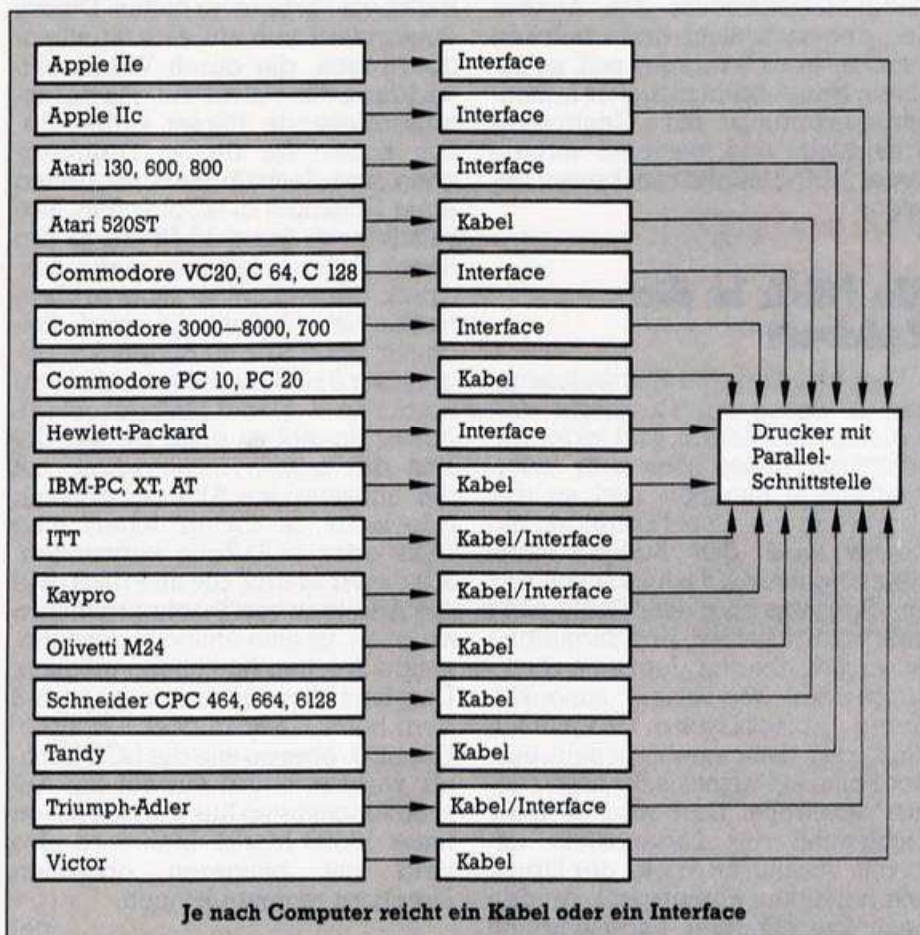 Apple IIe Interface
Apple IIc Interface
Atari 130, 600, 800 Interface
Atari 520ST Kabel
Commodore VC20, C 64, C 128 Interface
Commodore 3000—8000, 700 Interface
Commodore PC 10, PC 20 Kabel
Hewlett-Packard Interface
IBM-PC, XT, AT Kabel
ITT Kabel/Interface
Kaypro Kabel/Interface
Olivetti M24 Kabel
Schneider CPC 464, 664, 6128 Kabel
Tandy Kabel
Triumph-Adler Kabel/Interface
Victor Kabel
Drucker mit
Parallel-
Schnittstelle
Je nach Computer reicht ein Kabel oder ein Interface